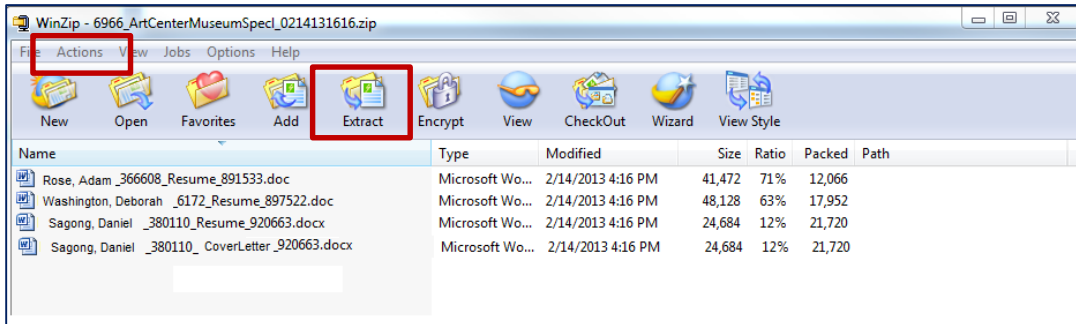 WinZip - 6966_ArtCenterMuseumSpecl_0214131616.zip
File Actions View Jobs Options Help
New Open Favorites Add Extract Encrypt View CheckOut Wizard View Style
Name Type Modified Size Ratio Packed Path
Rose, Adam _366608_Resume_891533.doc Microsoft Wo... 2/14/2013 4:16 PM 41,472 71% 12,066
Washington, Deborah _6172_Resume_897522.doc Microsoft Wo... 2/14/2013 4:16 PM 48,128 63% 17,952
Sagong, Daniel _380110_Resume_920663.docx Microsoft Wo... 2/14/2013 4:16 PM 24,684 12% 21,720
Sagong, Daniel _380110_ CoverLetter _920663.docx Microsoft Wo... 2/14/2013 4:16 PM 24,684 12% 21,720